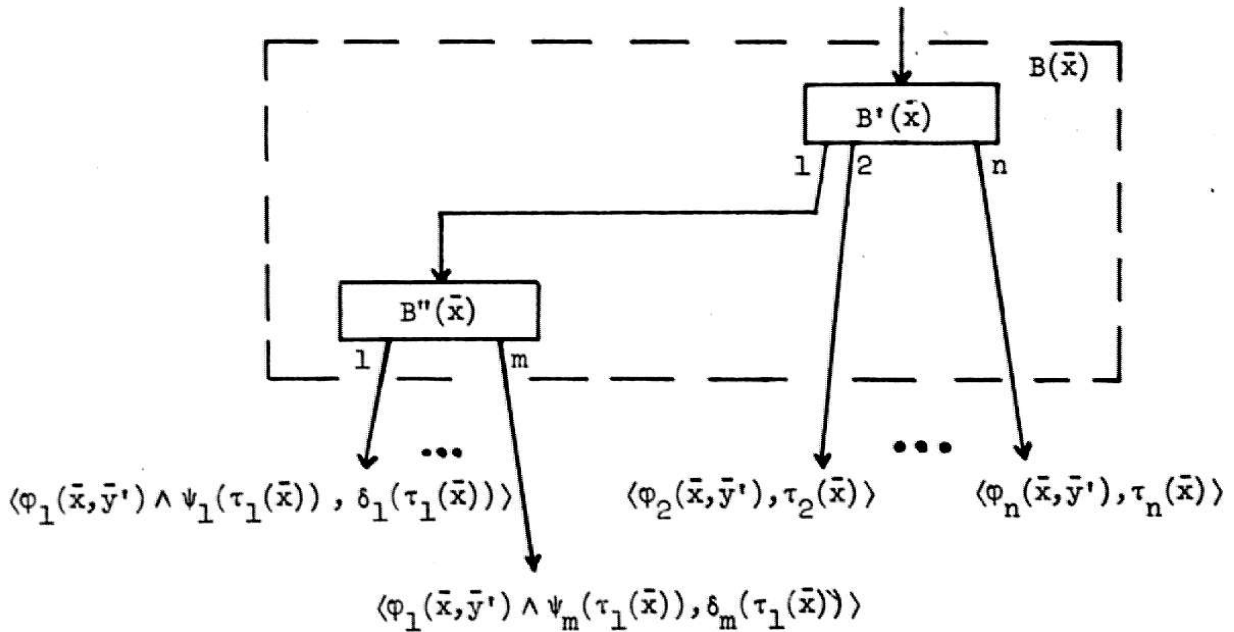 B(x̄)
B'(x̄)
1 2 n
B"(x̄)
1 m
... •••
⟨φ₁(x̄,ȳ') ∧ ψ₁(τ₁(x̄)) , δ₁(τ₁(x̄))⟩ ⟨φ₂(x̄,ȳ'),τ₂(x̄)⟩ ⟨φₙ(x̄,ȳ'),τₙ(x̄)⟩
⟨φ₁(x̄,ȳ') ∧ ψₘ(τ₁(x̄)),δₘ(τ₁(x̄))⟩